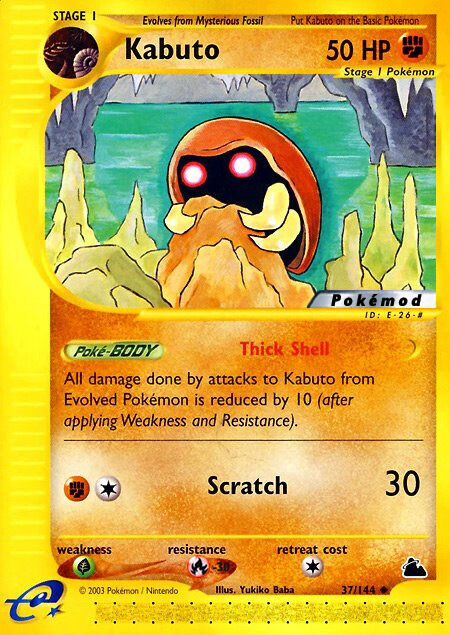 STAGE 1 Evolves from Mysterious Fossil Put Kabuto on the Basic Pokémon
Kabuto 50 HP
Stage 1 Pokémon
Pokémod
ID: E-26-#
Poké-BODY Thick Shell
All damage done by attacks to Kabuto from
Evolved Pokémon is reduced by 10 (after
applying Weakness and Resistance).
Scratch 30
weakness resistance retreat cost
-30
© 2003 Pokémon / Nintendo Illus. Yukiko Baba 37/144
e